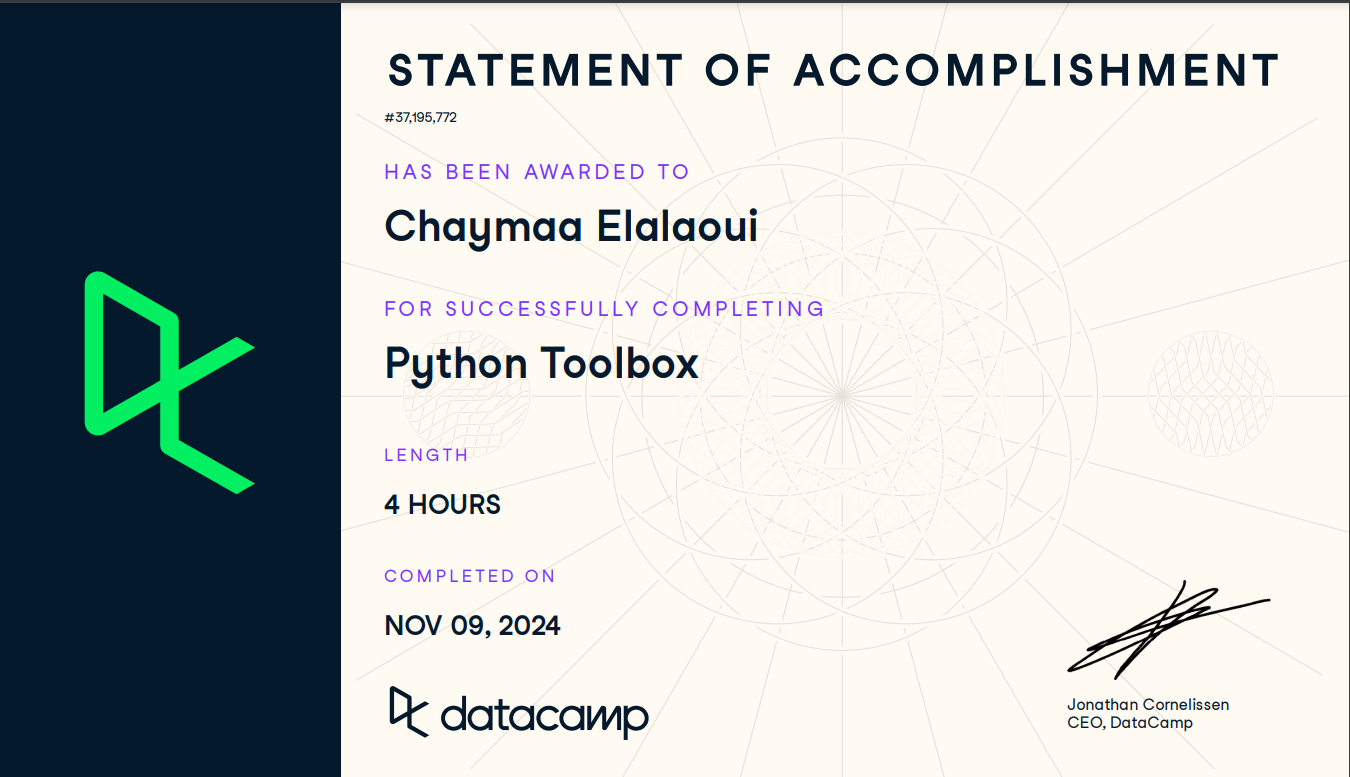 STATEMENT OF ACCOMPLISHMENT
#37,195,772
HAS BEEN AWARDED TO
Chaymaa Elalaoui
FOR SUCCESSFULLY COMPLETING
Python Toolbox
LENGTH
4 HOURS
COMPLETED ON
NOV 09, 2024
datacamp
Jonathan Cornelissen
CEO, DataCamp